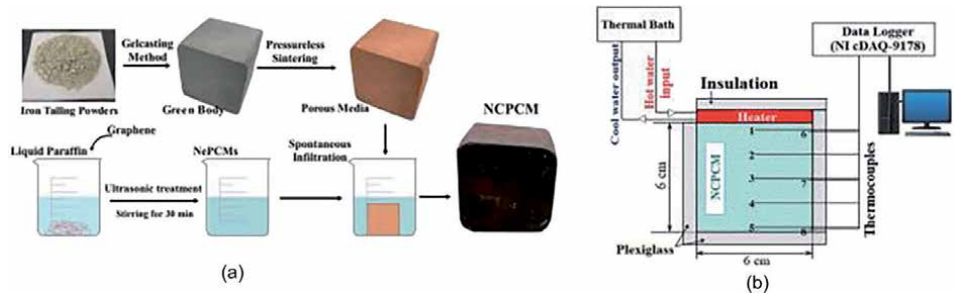 Gelcasting
Method
Pressureless
Sintering
Iron Tailing Powders
Green Body
Porous Media
NCPCM
Graphene
Liquid Paraffin
NePCMs
Spontaneous
Infiltration
Ultrasonic treatment
Stirring for 30 min
(a)
Thermal Bath
Data Logger
(NI cDAQ-9178)
Cool water output
Hot water
input
Insulation
Heater
1
6
2
3
7
4
5
8
NCPCM
6 cm
Thermocouples
Plexiglass
6 cm
(b)